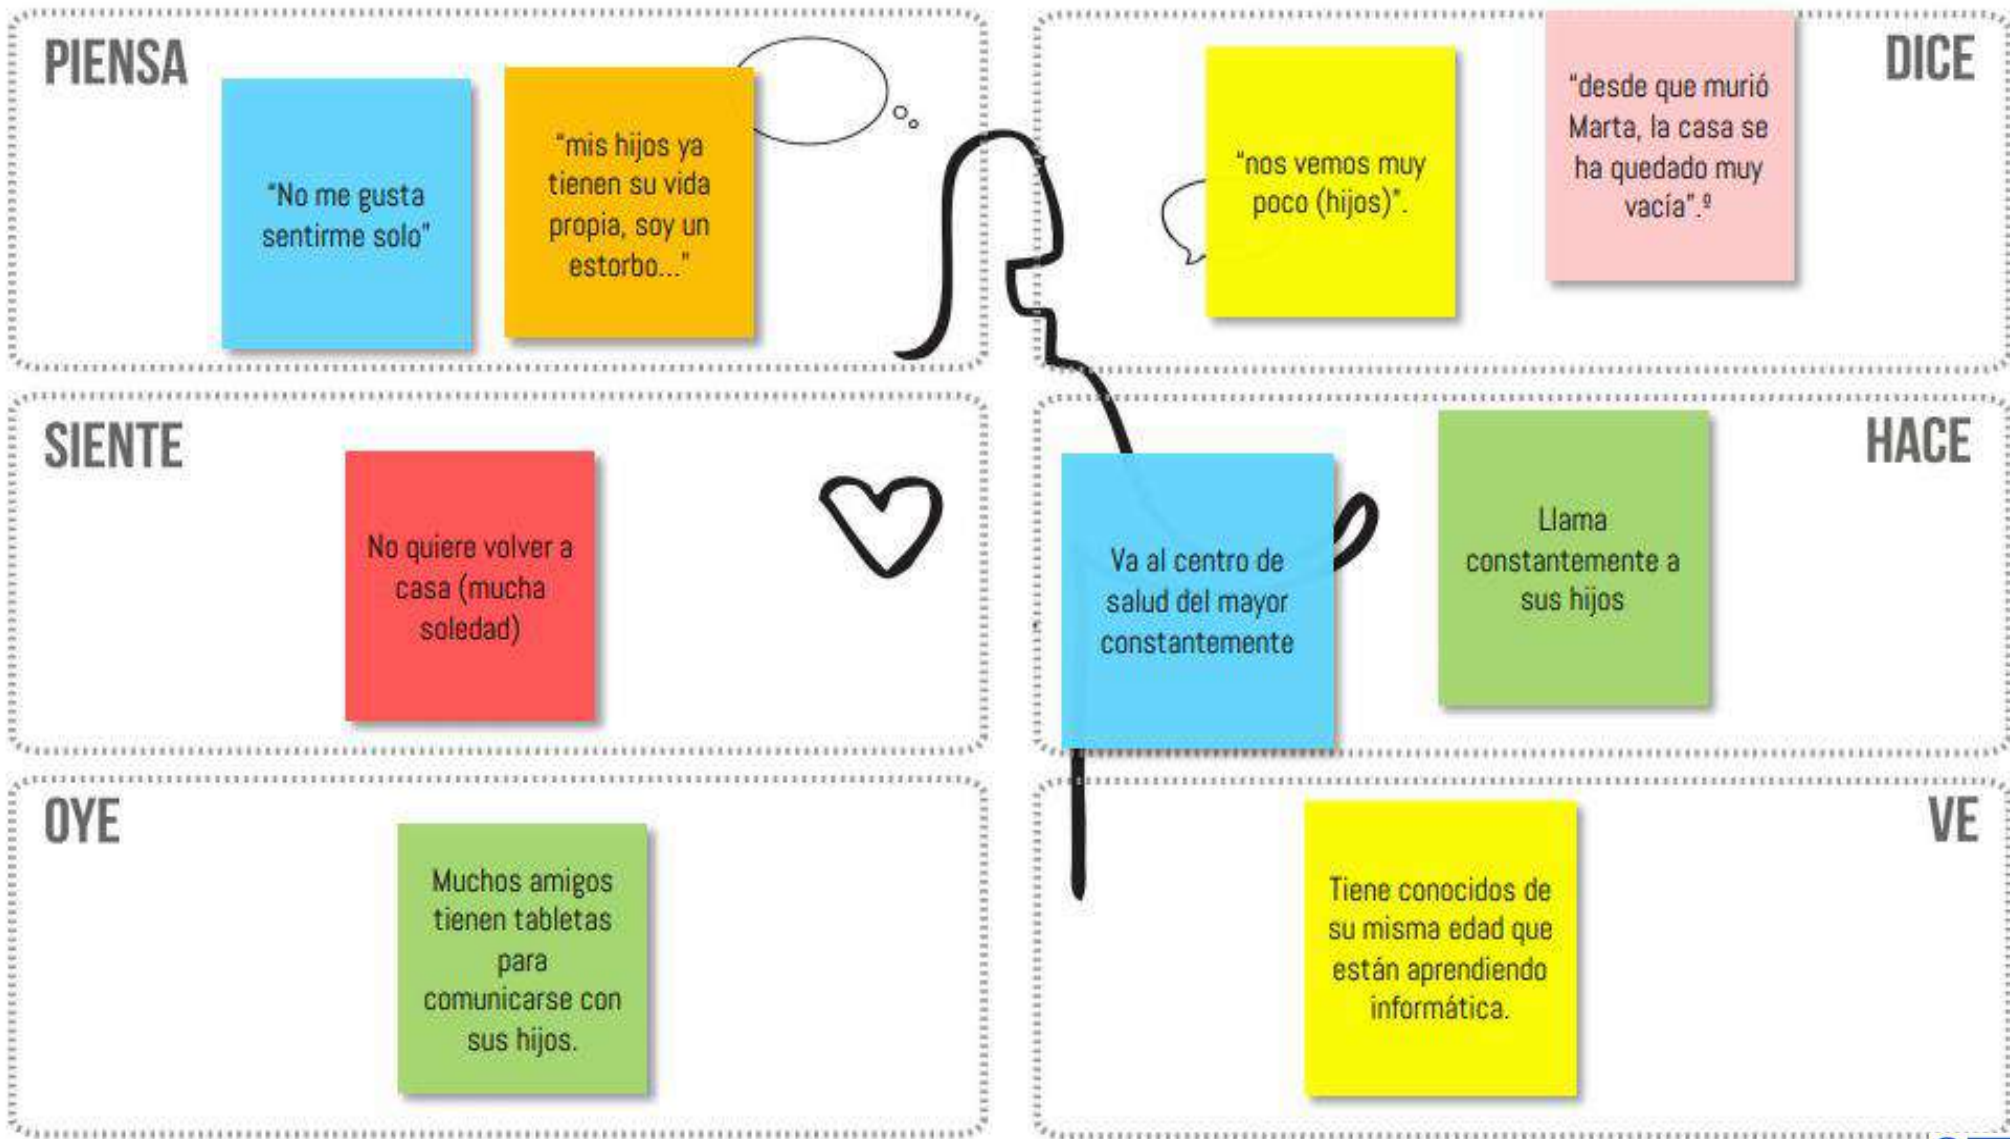 PIENSA
"No me gusta
sentirme solo"
"mis hijos ya
tienen su vida
propia, soy un
estorbo..."
DICE
"nos vemos muy
poco (hijos)".
"desde que murió
Marta, la casa se
ha quedado muy
vacía".º
SIENTE
No quiere volver a
casa (mucha
soledad)
HACE
Va al centro de
salud del mayor
constantemente
Llama
constantemente a
sus hijos
OYE
Muchos amigos
tienen tabletas
para
comunicarse con
sus hijos.
VE
Tiene conocidos de
su misma edad que
están aprendiendo
informática.